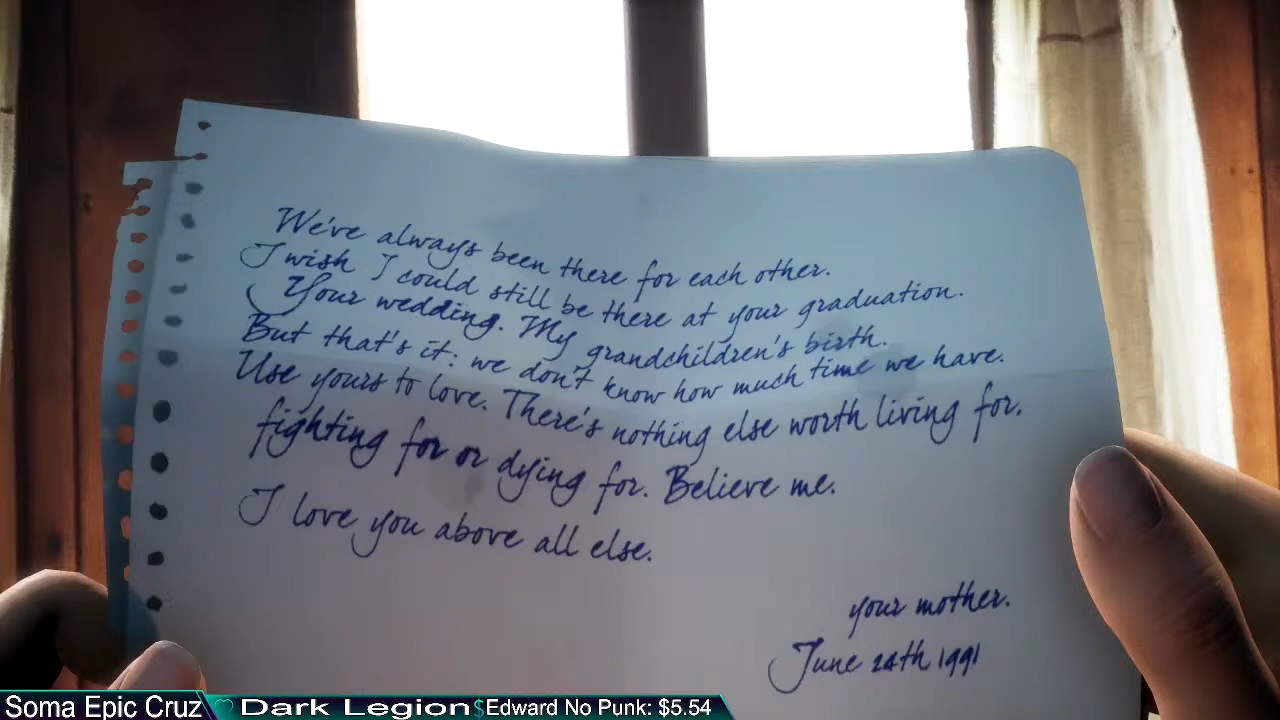 We've always been there for each other.
I wish I could still be there at your graduation.
Your wedding. My grandchildren's birth.
But that's it: we don't know how much time we have.
Use yours to love. There's nothing else worth living for.
fighting for or dying for. Believe me.
I love you above all else.
your mother.
June 24th 1991
Soma Epic Cruz Dark Legion $Edward No Punk: $5.54